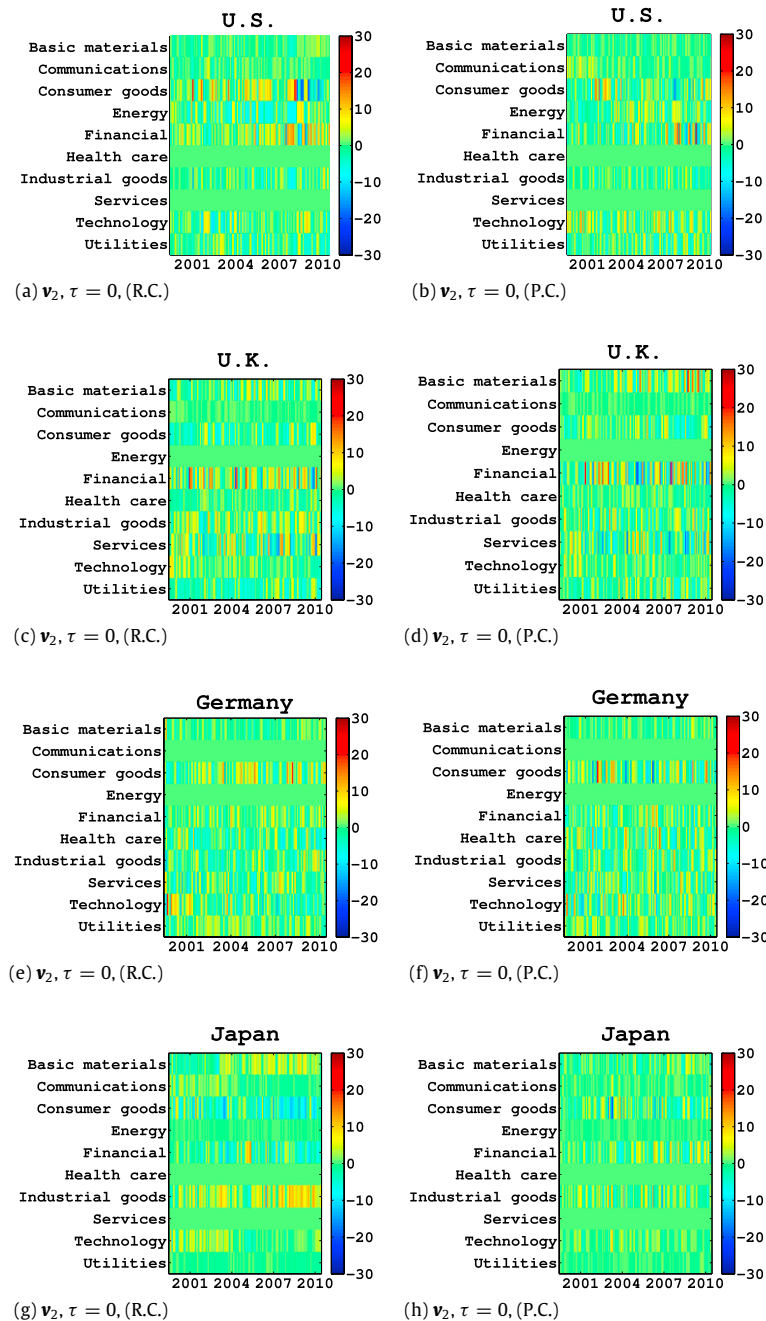 U.S.
Basic materials
Communications
Consumer goods
Energy
Financial
Health care
Industrial goods
Services
Technology
Utilities
2001 2004 2007 2010
30
20
10
0
−10
−20
−30
(a) v2, τ = 0, (R.C.)
U.S.
Basic materials
Communications
Consumer goods
Energy
Financial
Health care
Industrial goods
Services
Technology
Utilities
2001 2004 2007 2010
30
20
10
0
−10
−20
−30
(b) v2, τ = 0, (P.C.)
U.K.
Basic materials
Communications
Consumer goods
Energy
Financial
Health care
Industrial goods
Services
Technology
Utilities
2001 2004 2007 2010
30
20
10
0
−10
−20
−30
(c) v2, τ = 0, (R.C.)
U.K.
Basic materials
Communications
Consumer goods
Energy
Financial
Health care
Industrial goods
Services
Technology
Utilities
2001 2004 2007 2010
30
20
10
0
−10
−20
−30
(d) v2, τ = 0, (P.C.)
Germany
Basic materials
Communications
Consumer goods
Energy
Financial
Health care
Industrial goods
Services
Technology
Utilities
2001 2004 2007 2010
30
20
10
0
−10
−20
−30
(e) v2, τ = 0, (R.C.)
Germany
Basic materials
Communications
Consumer goods
Energy
Financial
Health care
Industrial goods
Services
Technology
Utilities
2001 2004 2007 2010
30
20
10
0
−10
−20
−30
(f) v2, τ = 0, (P.C.)
Japan
Basic materials
Communications
Consumer goods
Energy
Financial
Health care
Industrial goods
Services
Technology
Utilities
2001 2004 2007 2010
30
20
10
0
−10
−20
−30
(g) v2, τ = 0, (R.C.)
Japan
Basic materials
Communications
Consumer goods
Energy
Financial
Health care
Industrial goods
Services
Technology
Utilities
2001 2004 2007 2010
30
20
10
0
−10
−20
−30
(h) v2, τ = 0, (P.C.)